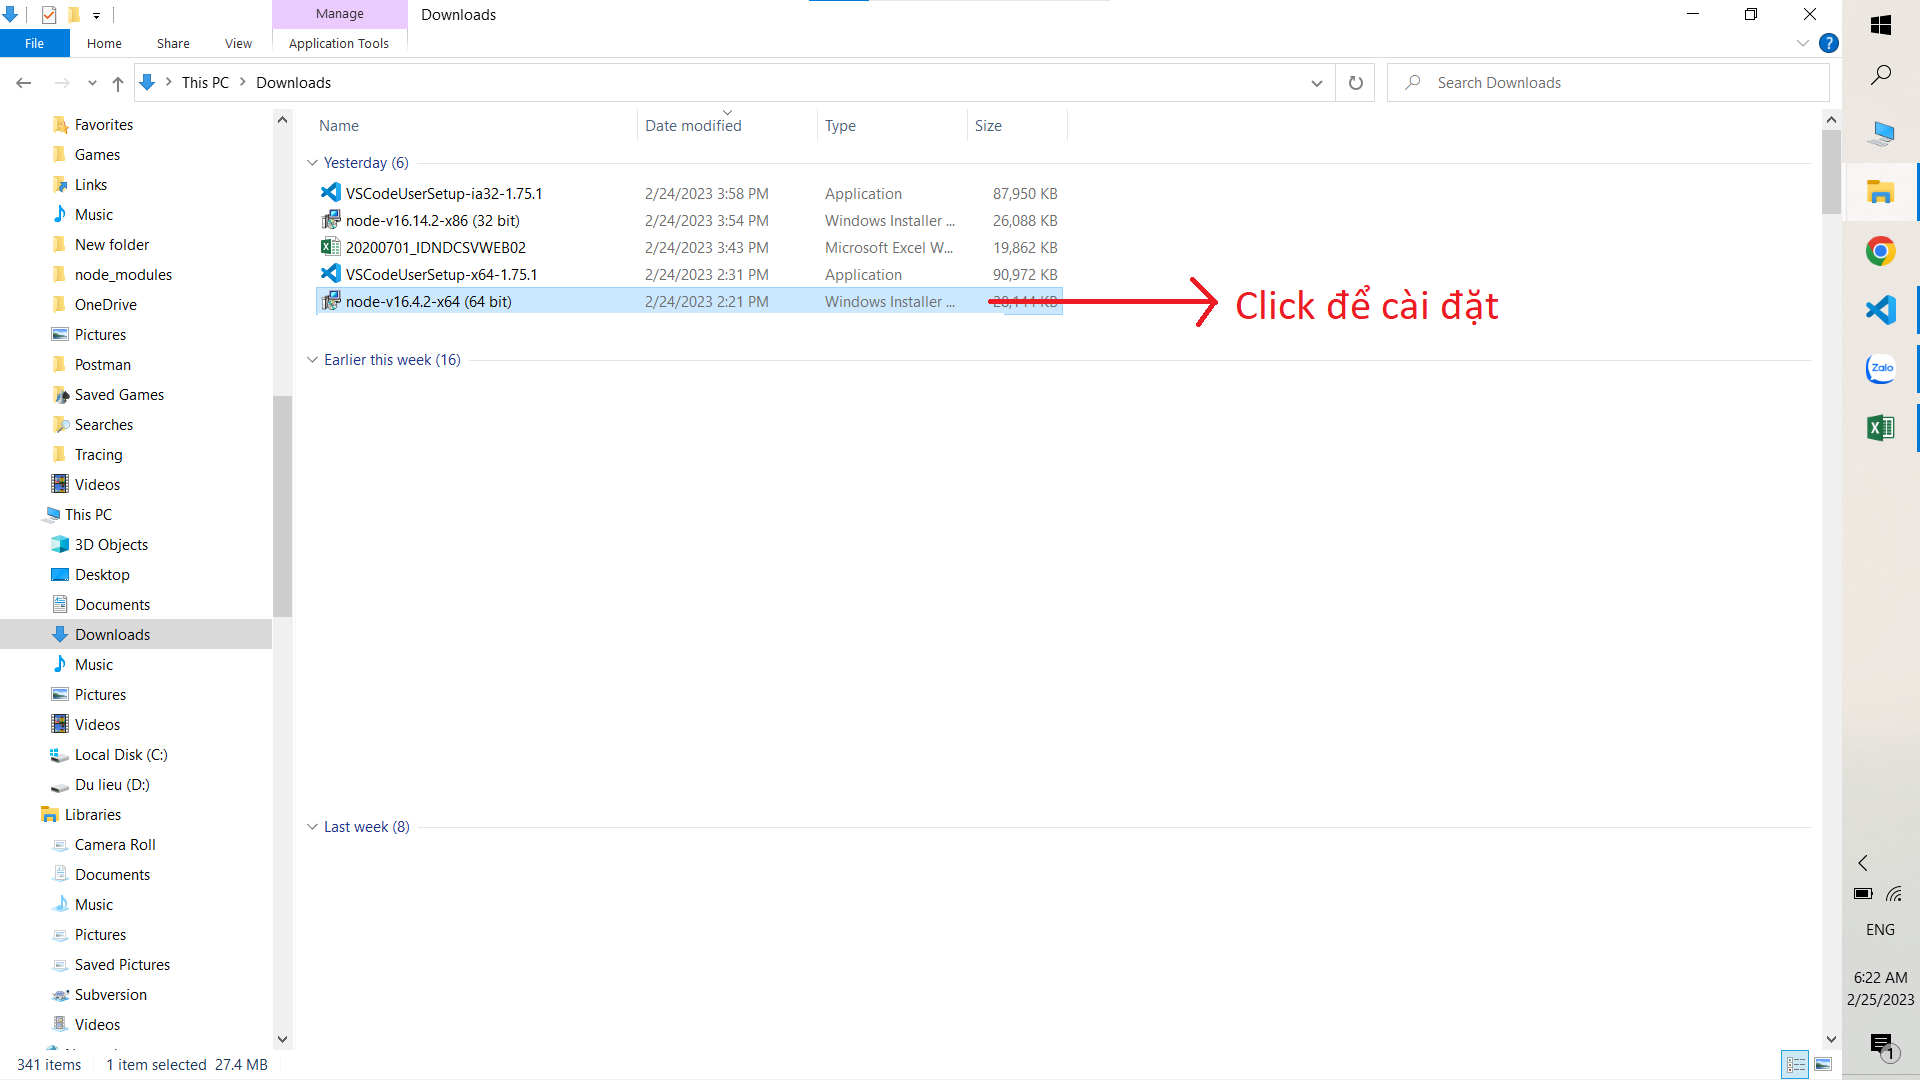 Manage
Downloads
File
Home
Share
View
Application Tools
This PC
Downloads
Search Downloads
Favorites
Games
Links
Music
New folder
node_modules
OneDrive
Pictures
Postman
Saved Games
Searches
Tracing
Videos
This PC
3D Objects
Desktop
Documents
Downloads
Music
Pictures
Videos
Local Disk (C:)
Du lieu (D:)
Libraries
Camera Roll
Documents
Music
Pictures
Saved Pictures
Subversion
Videos
Name Date modified Type Size
Yesterday (6)
VSCodeUserSetup-ia32-1.75.1 2/24/2023 3:58 PM Application 87,950 KB
node-v16.14.2-x86 (32 bit) 2/24/2023 3:54 PM Windows Installer ... 26,088 KB
20200701_IDNDCSVWEB02 2/24/2023 3:43 PM Microsoft Excel W... 19,862 KB
VSCodeUserSetup-x64-1.75.1 2/24/2023 2:31 PM Application 90,972 KB
node-v16.4.2-x64 (64 bit) 2/24/2023 2:21 PM Windows Installer ... KB
Click để cài đặt
Earlier this week (16)
Last week (8)
341 items 1 item selected 27.4 MB
Zalo
ENG
6:22 AM
2/25/2023
1